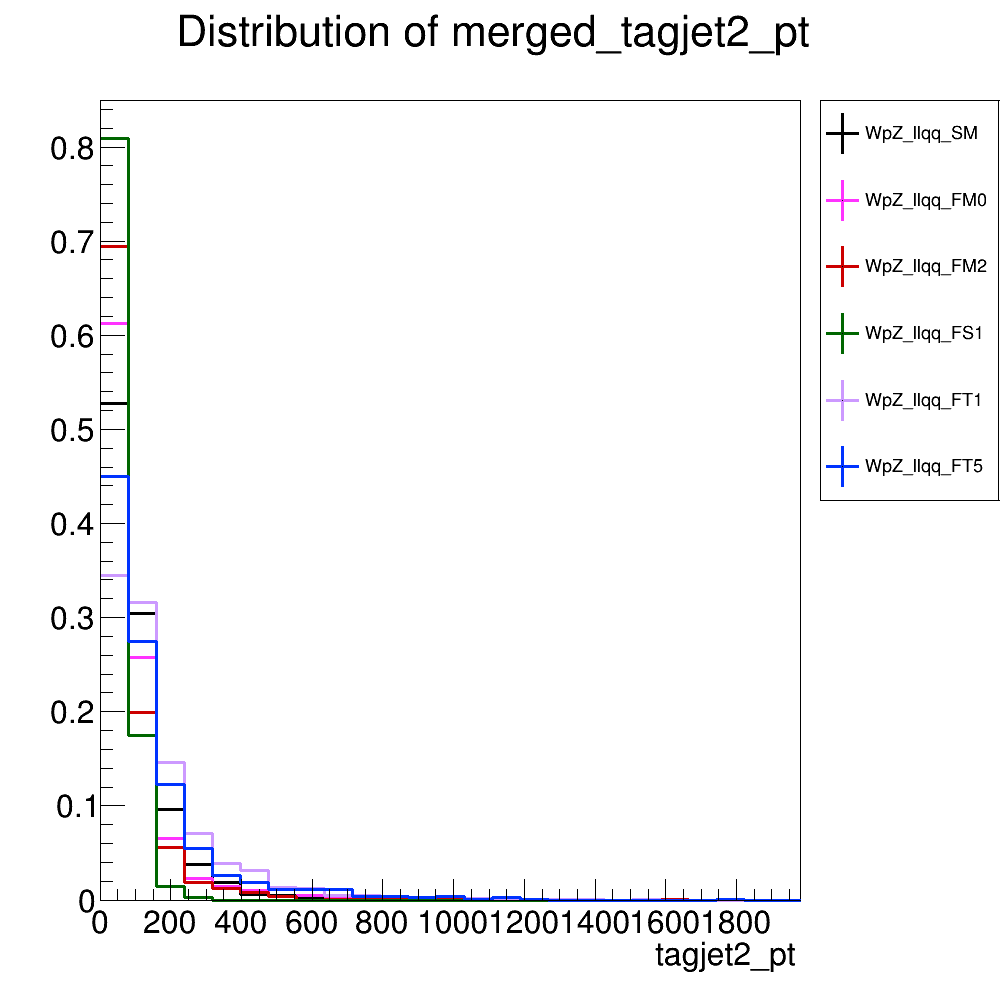 Distribution of merged_tagjet2_pt
WpZ_llqq_SM
WpZ_llqq_FM0
WpZ_llqq_FM2
WpZ_llqq_FS1
WpZ_llqq_FT1
WpZ_llqq_FT5
0.8
0.7
0.6
0.5
0.4
0.3
0.2
0.1
0
0 200 400 600 800 1000 1200 1400 1600 1800
tagjet2_pt